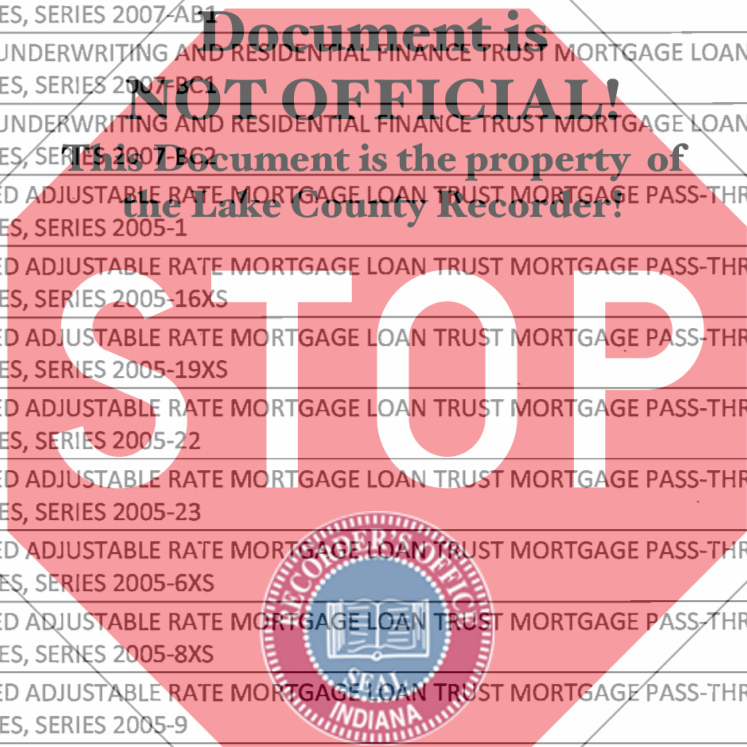 ES, SERIES 2007-AB1
Document is
UNDERWRITING AND RESIDENTIAL FINANCE TRUST MORTGAGE LOAN
ES, SERIES 2007-BC1
NOT OFFICIAL!
UNDERWRITING AND RESIDENTIAL FINANCE TRUST MORTGAGE LOAN
ES, SERIES 2007-BC2
This Document is the property of
ED ADJUSTABLE RATE MORTGAGE LOAN TRUST MORTGAGE PASS-THR
the Lake County Recorder!
ES, SERIES 2005-1
ED ADJUSTABLE RATE MORTGAGE LOAN TRUST MORTGAGE PASS-THR
ES, SERIES 2005-16XS
ED ADJUSTABLE RATE MORTGAGE LOAN TRUST MORTGAGE PASS-THR
ES, SERIES 2005-19XS
STOP
ED ADJUSTABLE RATE MORTGAGE LOAN TRUST MORTGAGE PASS-THR
ES, SERIES 2005-22
ED ADJUSTABLE RATE MORTGAGE LOAN TRUST MORTGAGE PASS-THR
ES, SERIES 2005-23
ED ADJUSTABLE RATE MORTGAGE LOAN TRUST MORTGAGE PASS-THR
ES, SERIES 2005-6XS
ED ADJUSTABLE RATE MORTGAGE LOAN TRUST MORTGAGE PASS-THR
ES, SERIES 2005-8XS
ED ADJUSTABLE RATE MORTGAGE LOAN TRUST MORTGAGE PASS-THR
ES, SERIES 2005-9
RECORDER'S OFFICE
SEAL
INDIANA